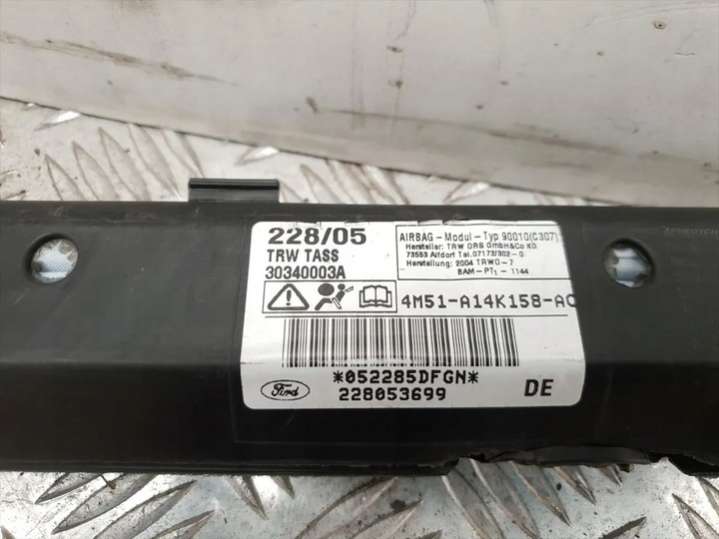 228/05
TRW TASS
30340003A
AIRBAG-Modul-Typ 90010(C307)
Hersteller: TRW ORS GmbH&Co KG.
73553 Alfdorf Tel.07173/302-0
Herstellung: 2004 TRWO-7
BAM-PT1-1144
4M51-A14K158-AC
*052285DFGN*
228053699
Ford
DE